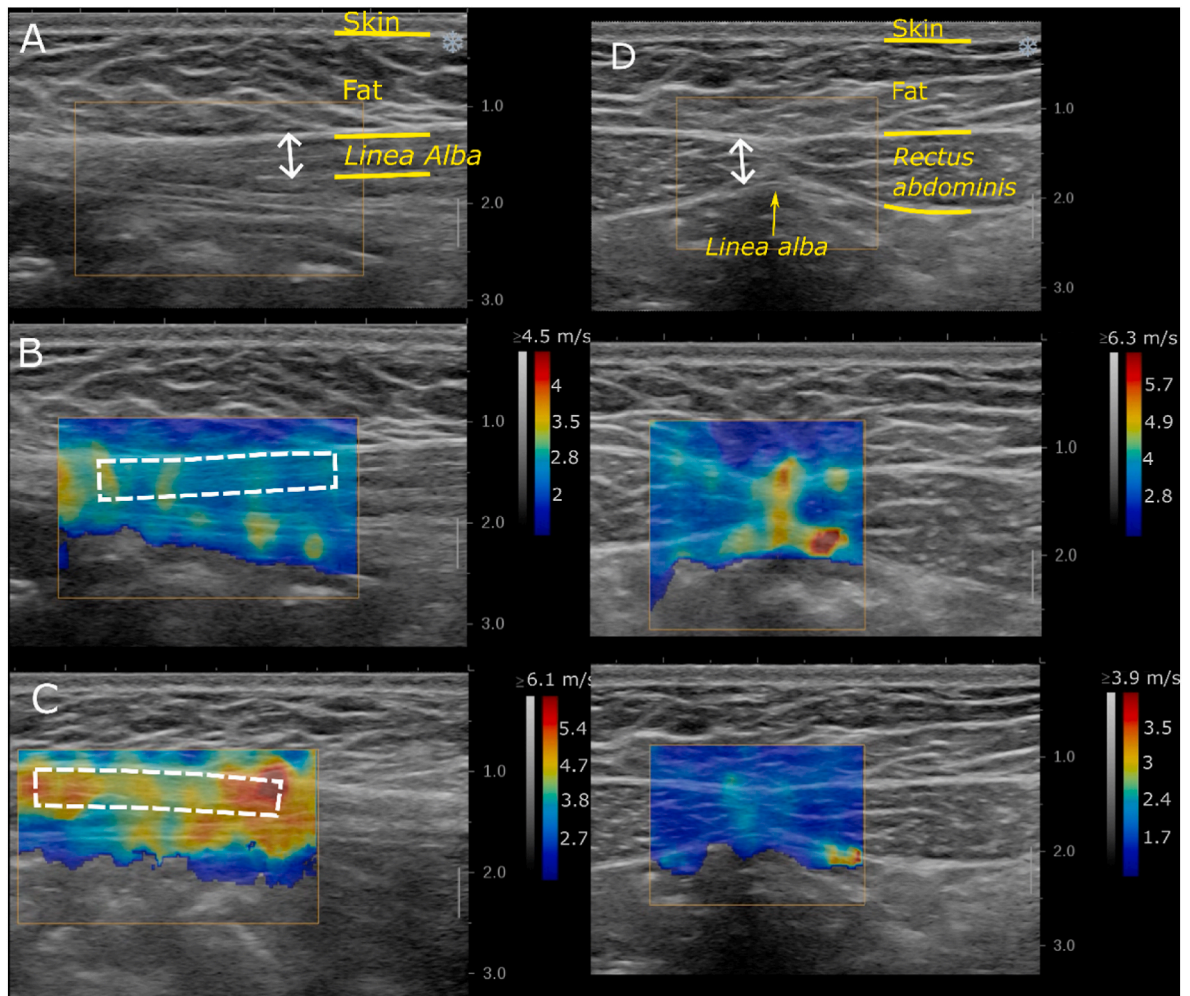 A
Skin
Fat
Linea Alba
1.0
2.0
3.0
D
Skin
Fat
Rectus
abdominis
Linea alba
1.0
2.0
3.0
B
≥4.5 m/s
4
3.5
2.8
2
1.0
2.0
3.0
≥6.3 m/s
5.7
4.9
4
2.8
1.0
2.0
C
≥6.1 m/s
5.4
4.7
3.8
2.7
1.0
2.0
3.0
≥3.9 m/s
3.5
3
2.4
1.7
1.0
2.0
3.0